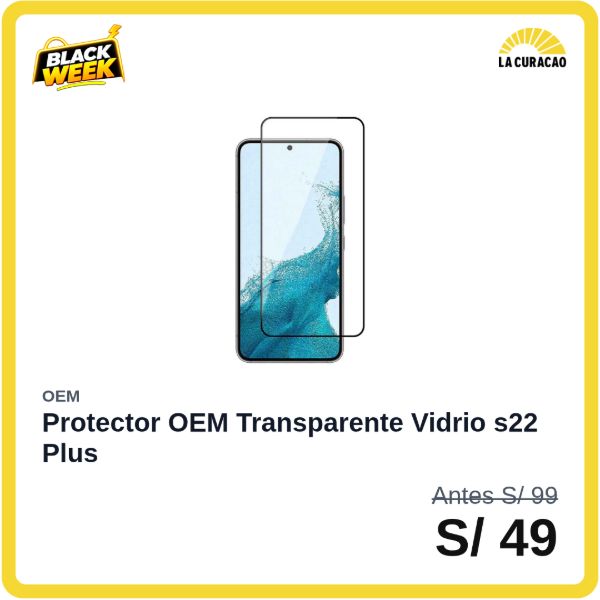 BLACK
WEEK
LA CURACAO
OEM
Protector OEM Transparente Vidrio s22
Plus
Antes S/ 99
S/ 49